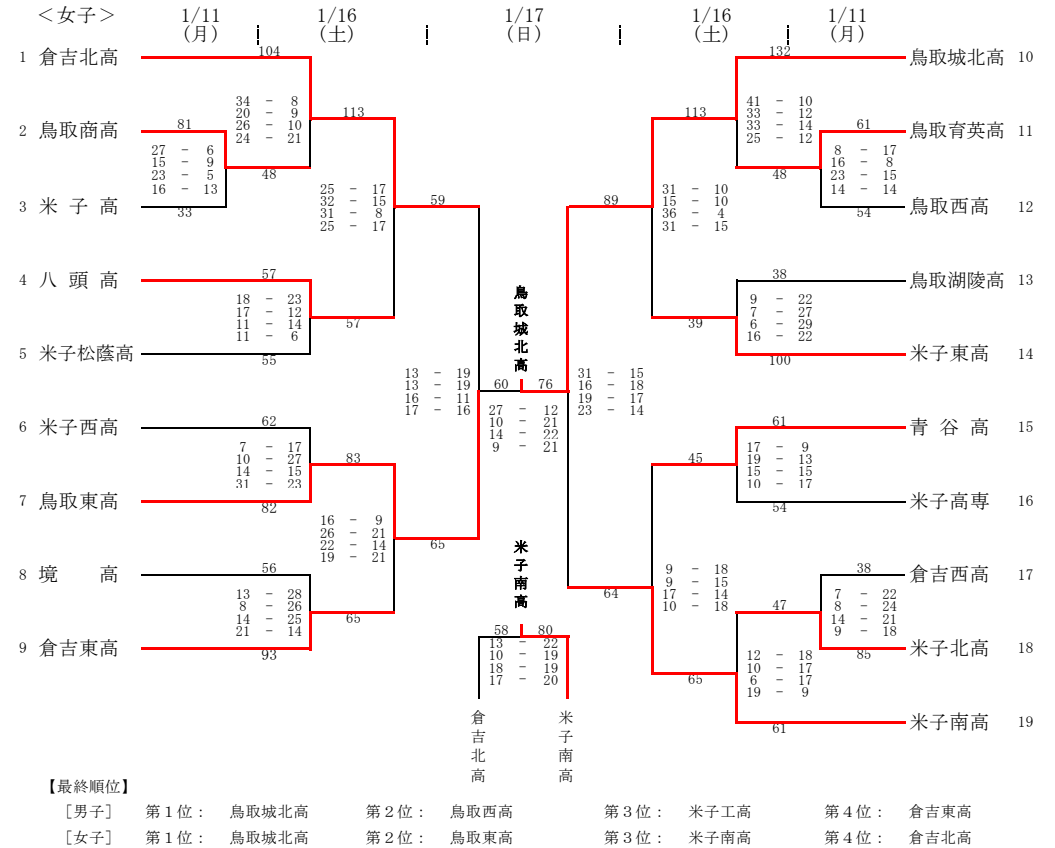 ＜女子＞ 1/11 1/16 1/17 1/16 1/11
（月） （土） （日） （土） （月）
1 倉吉北高 104 132 鳥取城北高 10
34 － 8 41 － 10
20 － 9 113 113 33 － 12
2 鳥取商高 81 26 － 10 33 － 14 61 鳥取育英高 11
24 － 21 25 － 12
27 － 6 8 － 17
15 － 9 16 － 8
23 － 5 48 48 23 － 15
16 － 13 14 － 14
3 米子高 33 54 鳥取西高 12
25 － 17 31 － 10
32 － 15 59 89 15 － 10
31 － 8 36 － 4
25 － 17 31 － 15
4 八頭高 57 38 鳥取湖陵高 13
18 － 23 9 － 22
17 － 12 7 － 27
11 － 14 57 39 6 － 29
11 － 6 16 － 22
5 米子松蔭高 55 100 米子東高 14
鳥取城北高
13 － 19 31 － 15
13 － 19 60 76 16 － 18
16 － 11 19 － 17
17 － 16 23 － 14
27 － 12
10 － 21
14 － 22
9 － 21
6 米子西高 62 61 青谷高 15
7 － 17 17 － 9
10 － 27 83 45 19 － 13
14 － 15 15 － 15
31 － 23 10 － 17
7 鳥取東高 82 54 米子高専 16
16 － 9
26 － 21 65
22 － 14
19 － 21
米子南高
9 － 18
9 － 15 64
17 － 14
10 － 18
8 境高 56 38 倉吉西高 17
13 － 28 7 － 22
8 － 26 47 8 － 24
14 － 25 65 14 － 21
21 － 14 9 － 18
9 倉吉東高 93 85 米子北高 18
58 80
13 － 22 12 － 18
10 － 19 10 － 17
18 － 19 65 6 － 17
17 － 20 19 － 9
61 米子南高 19
倉吉北高 米子南高
【最終順位】
［男子］ 第１位： 鳥取城北高 第２位： 鳥取西高 第３位： 米子工高 第４位： 倉吉東高
［女子］ 第１位： 鳥取城北高 第２位： 鳥取東高 第３位： 米子南高 第４位： 倉吉北高